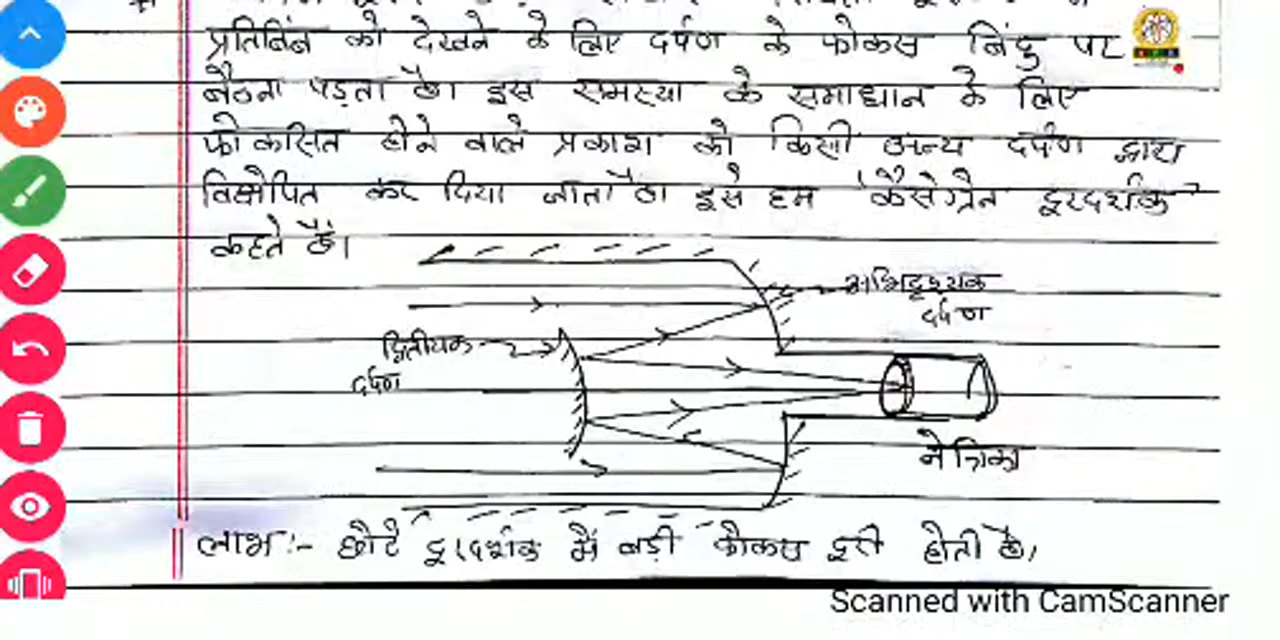 प्रतिबिंब को देखने के लिए दर्पण के फोकस बिंदु पर
बैठना पड़ता है। इस समस्या के समाधान के लिए
फोकसित होने वाले प्रकाश को किसी अन्य दर्पण द्वारा
विक्षेपित कर दिया जाता है। इसे हम 'कैसेग्रेन दूरदर्शक'
कहते हैं।
अभिदृश्यक
दर्पण
द्वितीयक
दर्पण
नेत्रिका
लाभ:- छोटे दूरदर्शक में बड़ी फोकस दूरी होती है।
Scanned with CamScanner